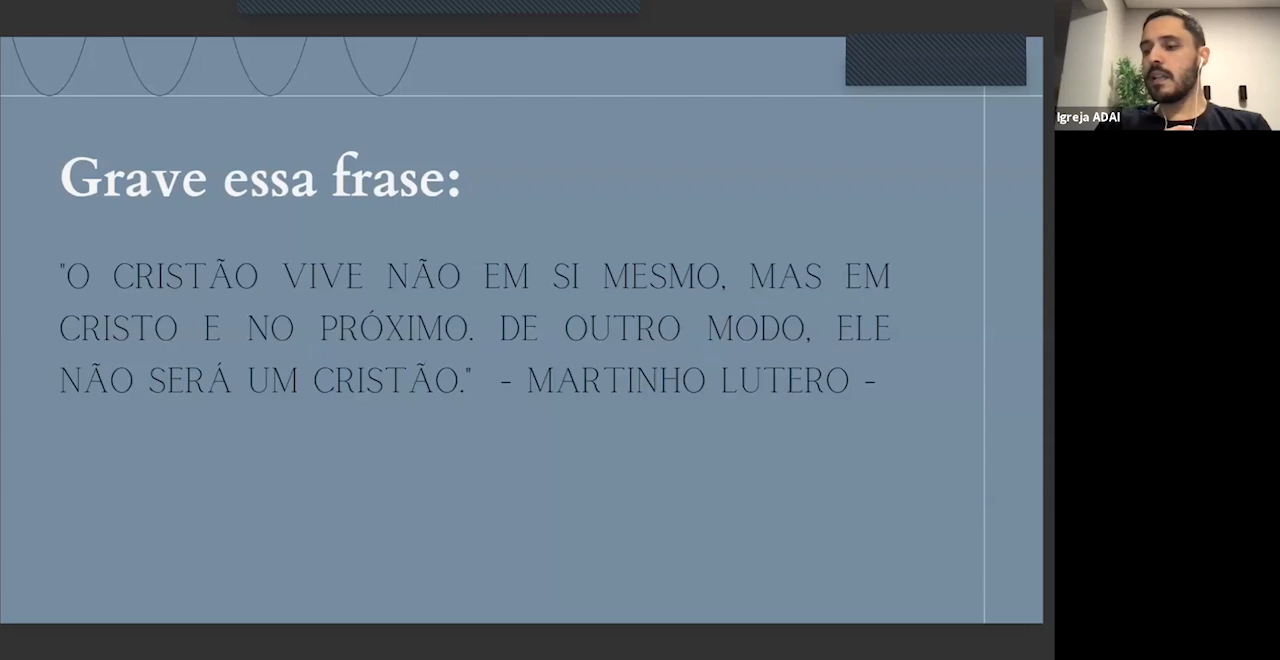 Grave essa frase:
"O CRISTÃO VIVE NÃO EM SI MESMO, MAS EM
CRISTO E NO PRÓXIMO. DE OUTRO MODO, ELE
NÃO SERÁ UM CRISTÃO." - MARTINHO LUTERO -
Igreja ADAI